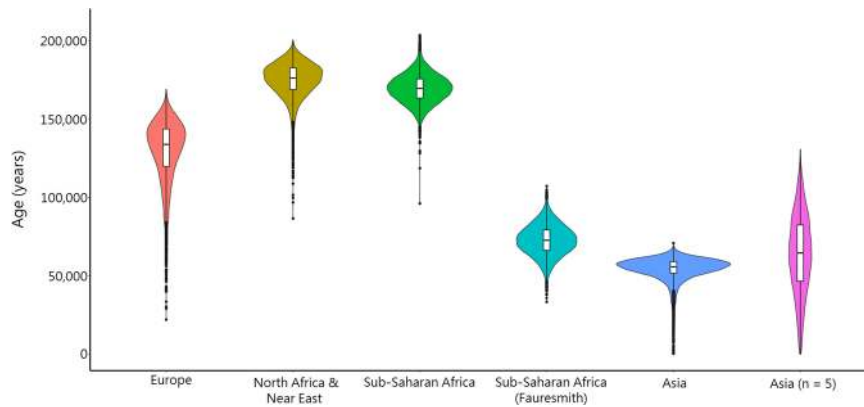 200,000
150,000
100,000
50,000
0
Age (years)
Europe
North Africa &
Near East
Sub-Saharan Africa
Sub-Saharan Africa
(Fauresmith)
Asia
Asia (n = 5)